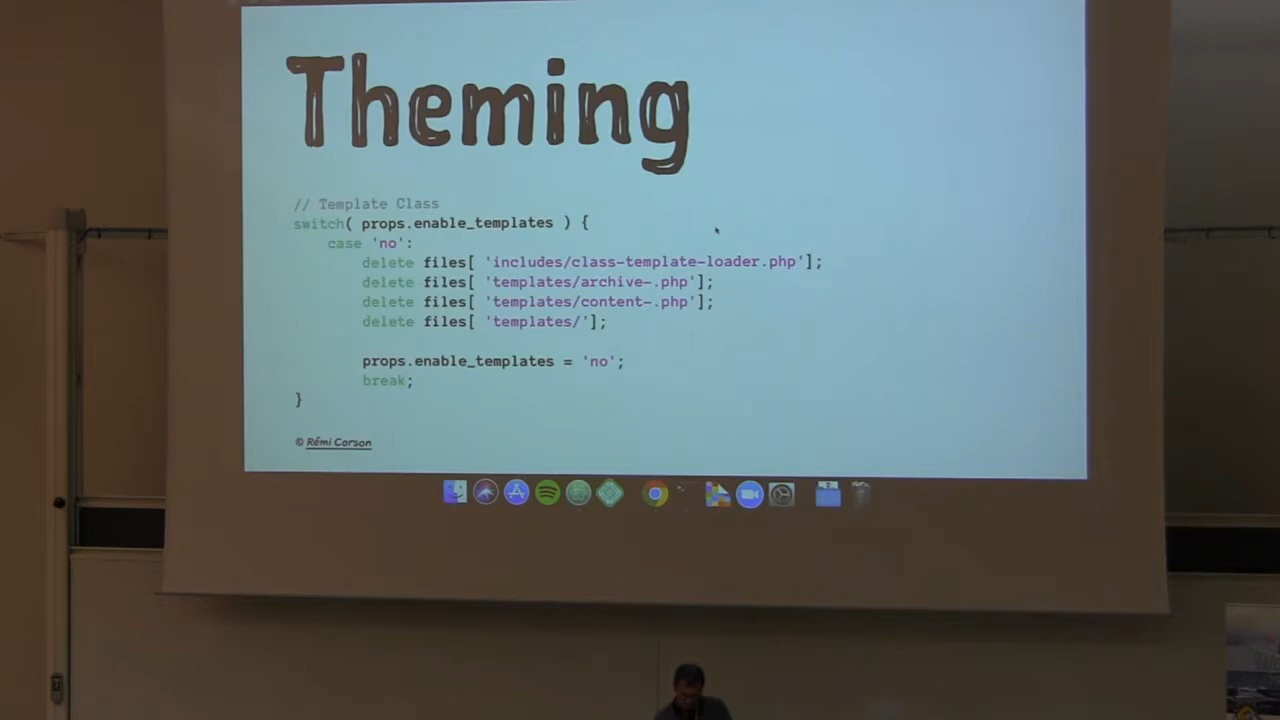 Theming
// Template Class
switch( props.enable_templates ) {
case 'no':
delete files[ 'includes/class-template-loader.php'];
delete files[ 'templates/archive-.php'];
delete files[ 'templates/content-.php'];
delete files[ 'templates/'];
props.enable_templates = 'no';
break;
}
© Rémi Corson